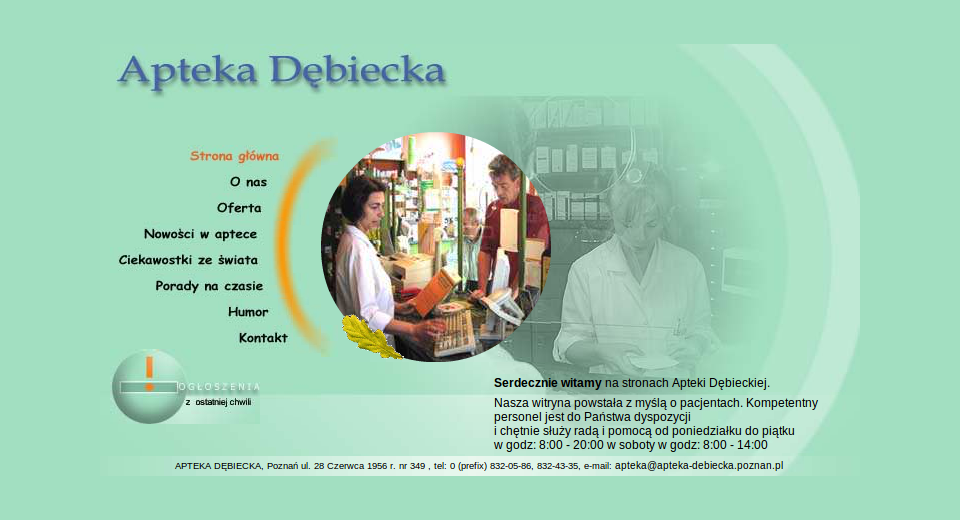 Apteka Dębiecka
Strona główna
O nas
Oferta
Nowości w aptece
Ciekawostki ze świata
Porady na czasie
Humor
Kontakt
OGŁOSZENIA
z ostatniej chwili
Serdecznie witamy na stronach Apteki Dębieckiej.
Nasza witryna powstała z myślą o pacjentach. Kompetentny
personel jest do Państwa dyspozycji
i chętnie służy radą i pomocą od poniedziałku do piątku
w godz: 8:00 - 20:00 w soboty w godz: 8:00 - 14:00
APTEKA DĘBIECKA, Poznań ul. 28 Czerwca 1956 r. nr 349 , tel: 0 (prefix) 832-05-86, 832-43-35, e-mail: apteka@apteka-debiecka.poznan.pl